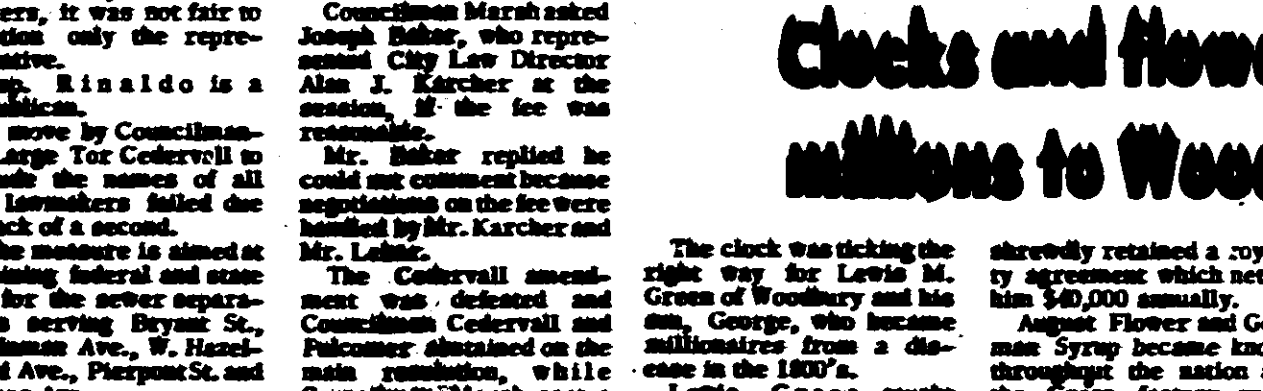 ers, it was not fair to
tion only the repre-
ative.
p. Rinaldo is a
ublican.
move by Councilman-
Large Tor Cedervall to
ude the names of all
lawmakers failed due
ack of a second.
he measure is aimed at
ining federal and state
for the sewer separa-
s serving Bryant St.,
Ave., W. Hazel-
d Ave., Pierpont St. and
Councilman Marsh asked
Joseph Baker, who repre-
sented City Law Director
Alan J. Karcher at the
session, if the fee was
reasonable.
Mr. Baker replied he
could not comment because
negotiations on the fee were
handled by Mr. Karcher and
Mr.
The Cedervall amend-
ment was defeated and
Councilman Cedervall and
Fulcomer abstained on the
main resolution, while
Clocks and flowe
millions to Woo
The clock was ticking the
right way for Lewis M.
Green of Woodbury and his
son, George, who became
millionaires from a dis-
ease in the 1800's.
shrewdly retained a roy
ty agreement which net
him $40,000 annually.
August Flower and Ge
man Syrup became kno
throughout the nation a